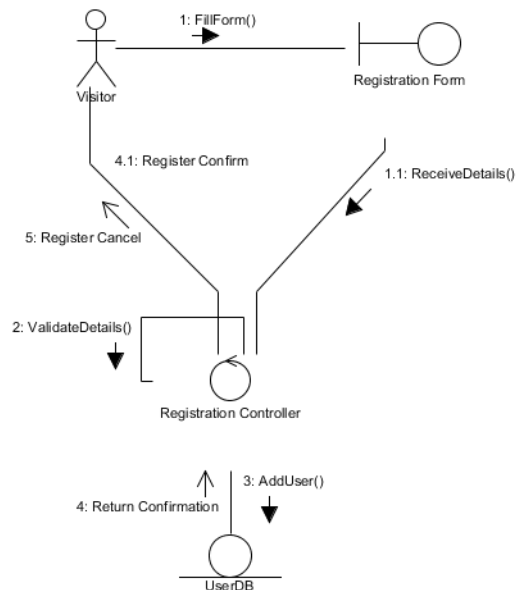 1: FillForm()
Visitor
Registration Form
4.1: Register Confirm
1.1: ReceiveDetails()
5: Register Cancel
2: ValidateDetails()
Registration Controller
3: AddUser()
4: Return Confirmation
UserDB